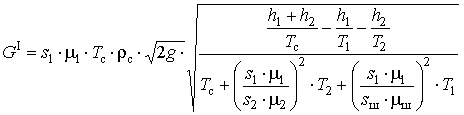 G^I = s_1 · μ_1 · T_c · ρ_c · √(2g) · √(((h_1 + h_2)/T_c − h_1/T_1 − h_2/T_2) / (T_c + ((s_1 · μ_1)/(s_2 · μ_2))^2 · T_2 + ((s_1 · μ_1)/(s_ш · μ_ш))^2 · T_1))